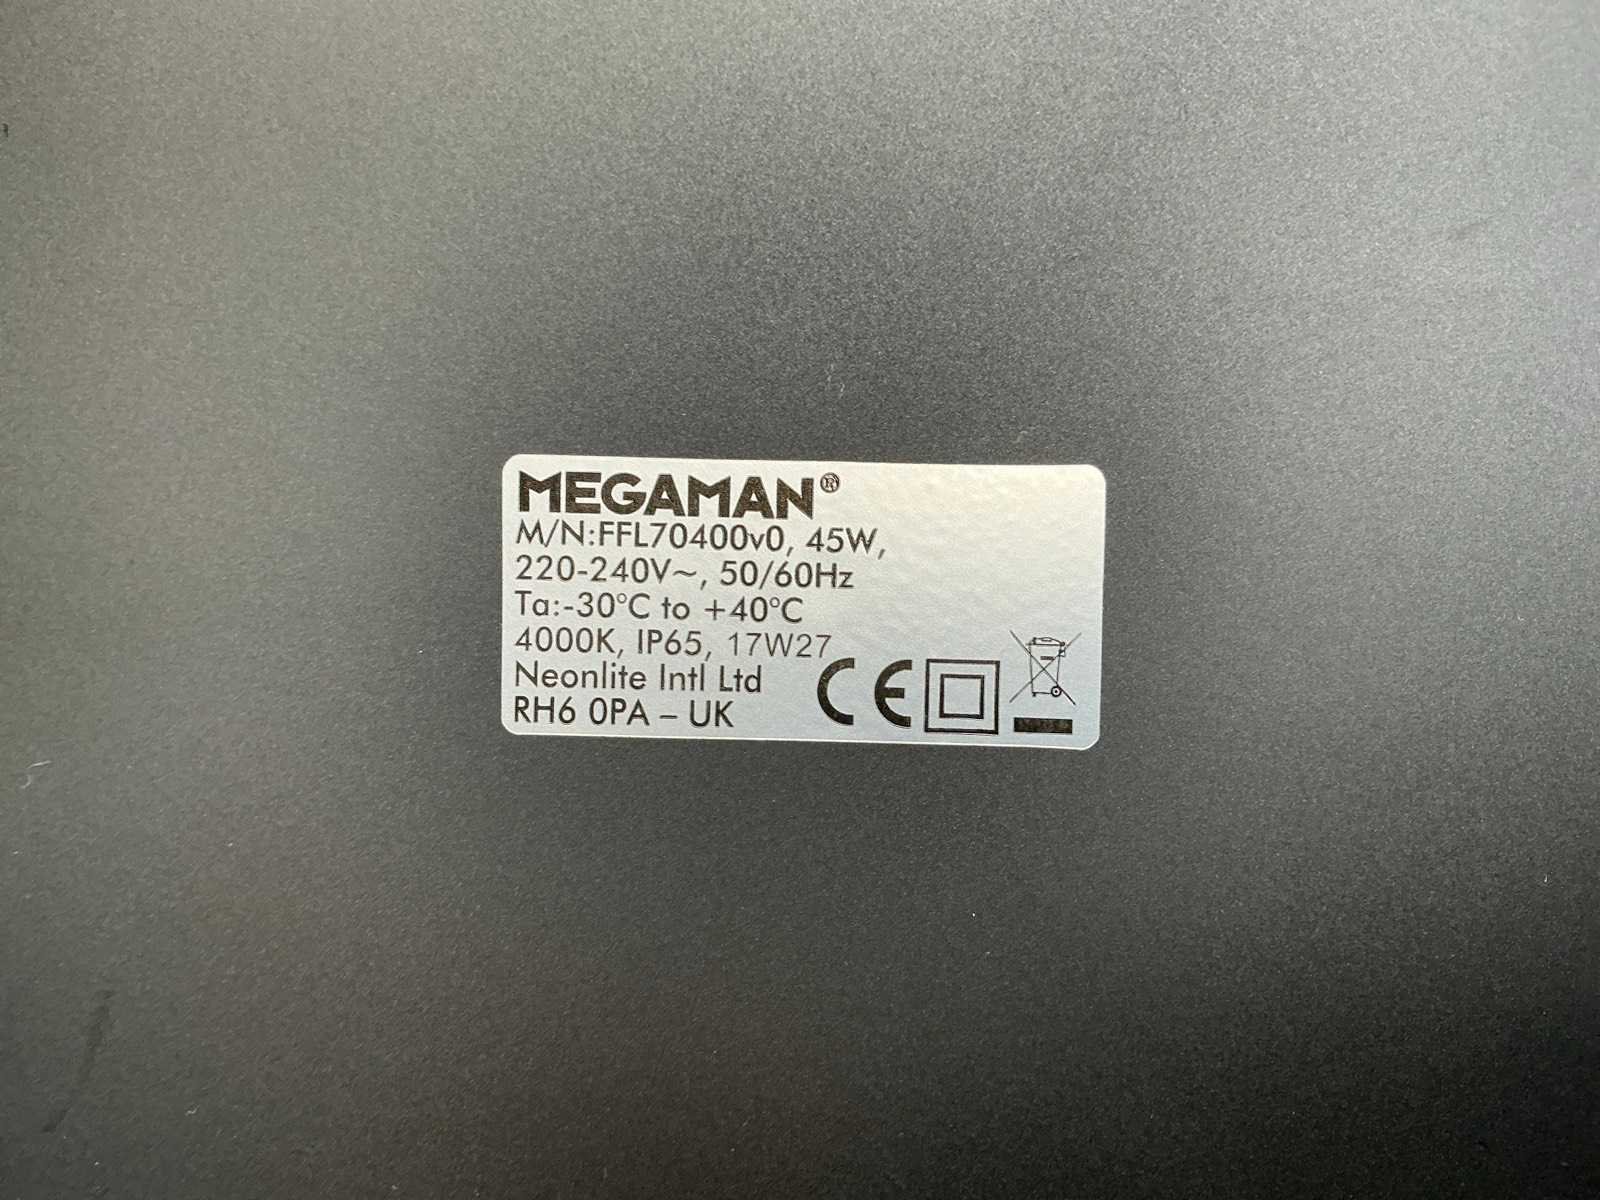 MEGAMAN®
M/N:FFL70400v0, 45W,
220-240V~, 50/60Hz
Ta:-30°C to +40°C
4000K, IP65, 17W27
Neonlite Intl Ltd
RH6 0PA – UK
CE